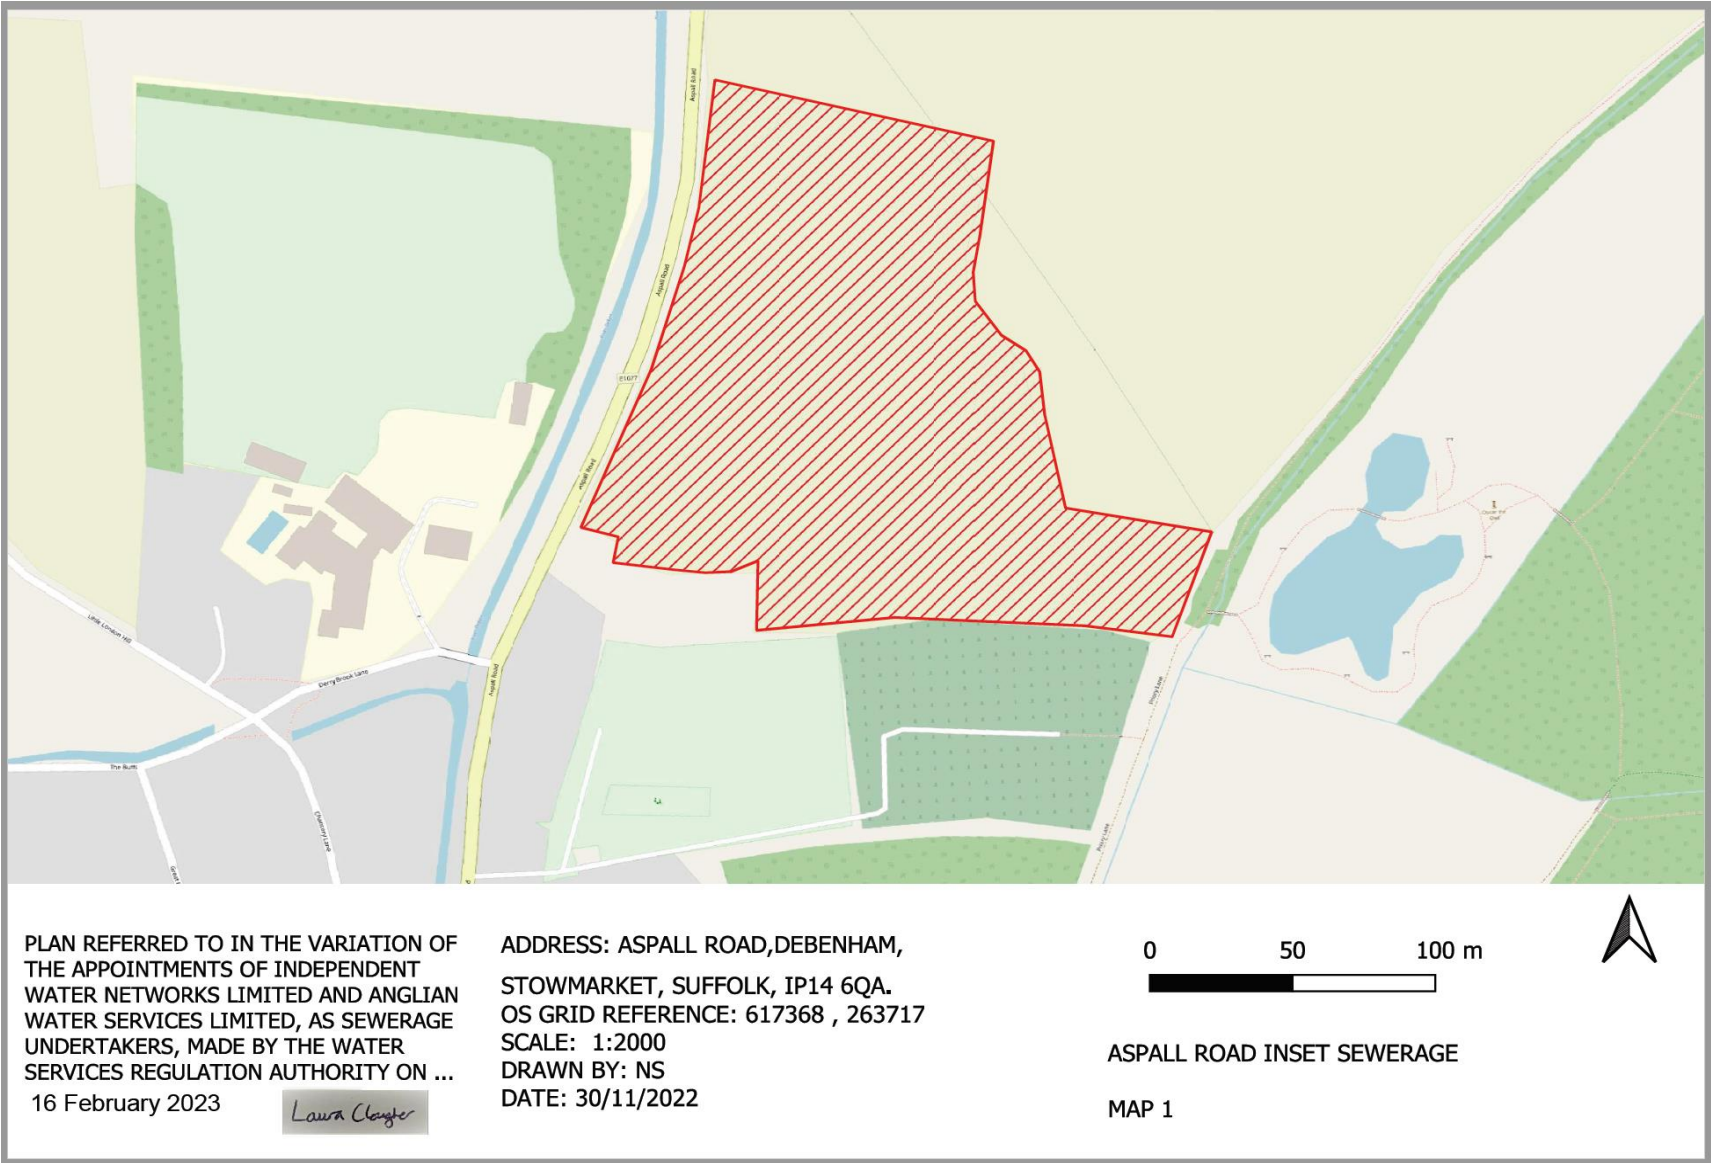 Aspall Road
Aspall Road
B1077
Aspall Road
Little London Hill
Derry Brook Lane
Aspall Road
Priory Lane
The Butts
Chancery Lane
Priory Lane
PLAN REFERRED TO IN THE VARIATION OF
THE APPOINTMENTS OF INDEPENDENT
WATER NETWORKS LIMITED AND ANGLIAN
WATER SERVICES LIMITED, AS SEWERAGE
UNDERTAKERS, MADE BY THE WATER
SERVICES REGULATION AUTHORITY ON ...
16 February 2023
Laura
ADDRESS: ASPALL ROAD,DEBENHAM,
STOWMARKET, SUFFOLK, IP14 6QA.
OS GRID REFERENCE: 617368 , 263717
SCALE: 1:2000
DRAWN BY: NS
DATE: 30/11/2022
0 50 100 m
ASPALL ROAD INSET SEWERAGE
MAP 1